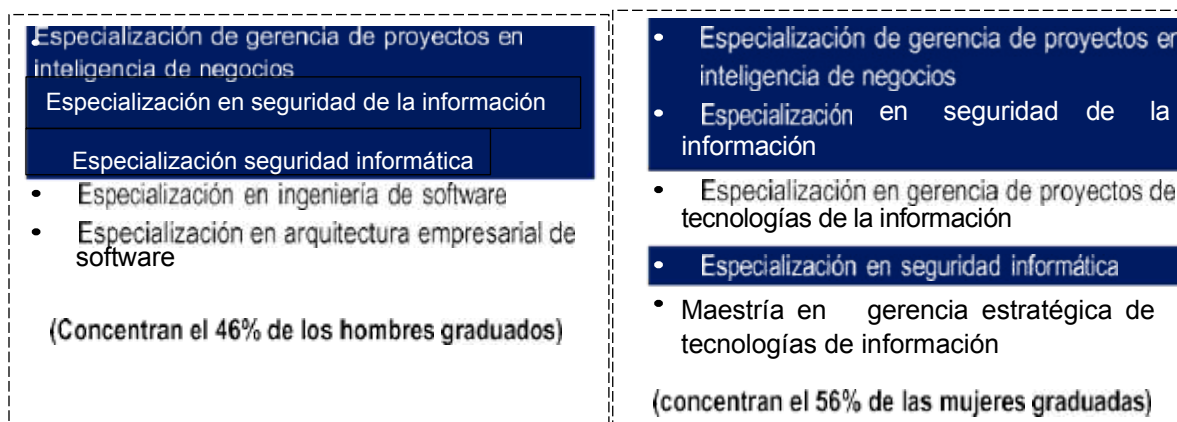 • Especialización de gerencia de proyectos en
inteligencia de negocios
Especialización en seguridad de la información
Especialización seguridad informática
• Especialización en ingeniería de software
• Especialización en arquitectura empresarial de
software
(Concentran el 46% de los hombres graduados)
• Especialización de gerencia de proyectos en
inteligencia de negocios
• Especialización en seguridad de la
información
• Especialización en gerencia de proyectos de
tecnologías de la información
• Especialización en seguridad informática
• Maestría en gerencia estratégica de
tecnologías de información
(concentran el 56% de las mujeres graduadas)